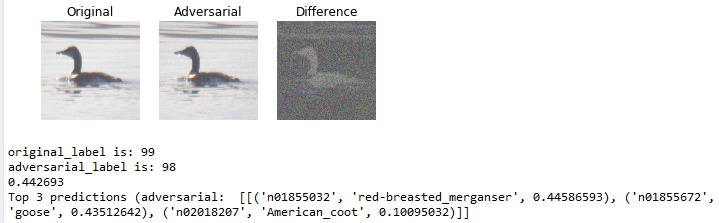 Original Adversarial Difference
original_label is: 99
adversarial_label is: 98
0.442693
Top 3 predictions (adversarial:  [[('n01855032', 'red-breasted_merganser', 0.44586593), ('n01855672',
'goose', 0.43512642), ('n02018207', 'American_coot', 0.10095032)]]